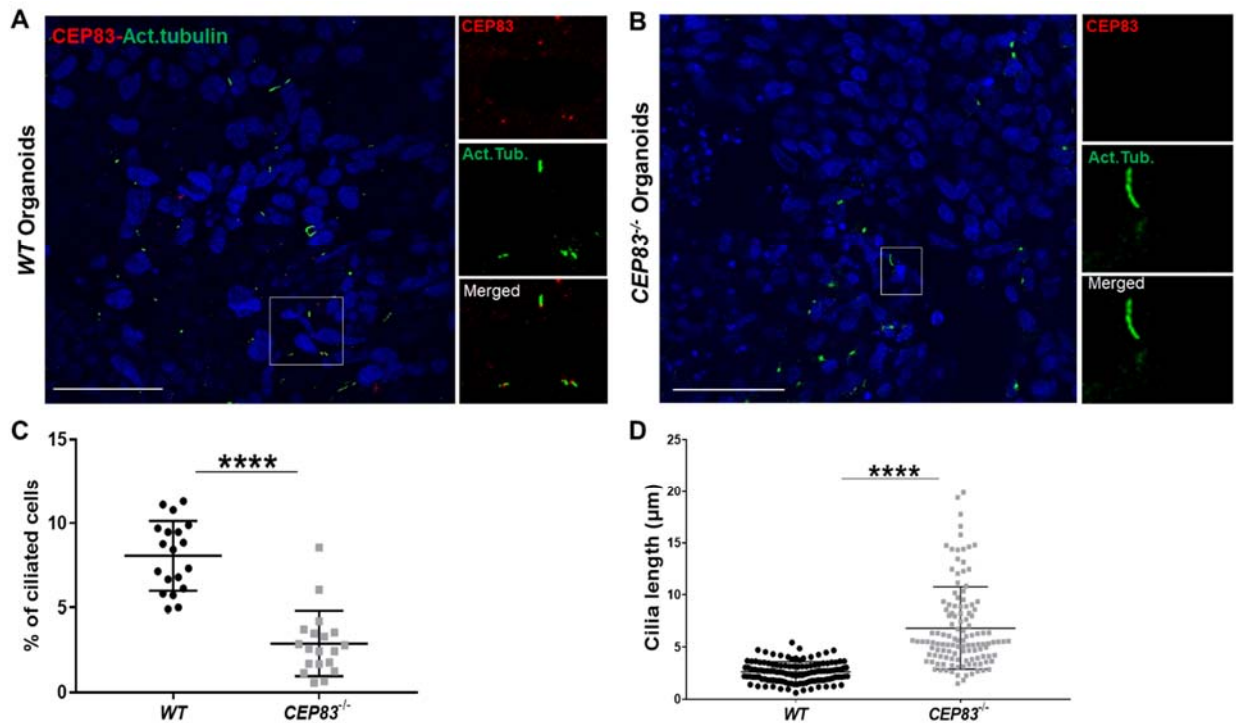 A
CEP83-Act.tubulin
WT Organoids
CEP83
Act.Tub.
Merged
B
CEP83-/- Organoids
CEP83
Act.Tub.
Merged
C
% of ciliated cells
15
10
5
0
****
WT
CEP83-/-
D
Cilia length (μm)
25
20
15
10
5
0
****
WT
CEP83-/-